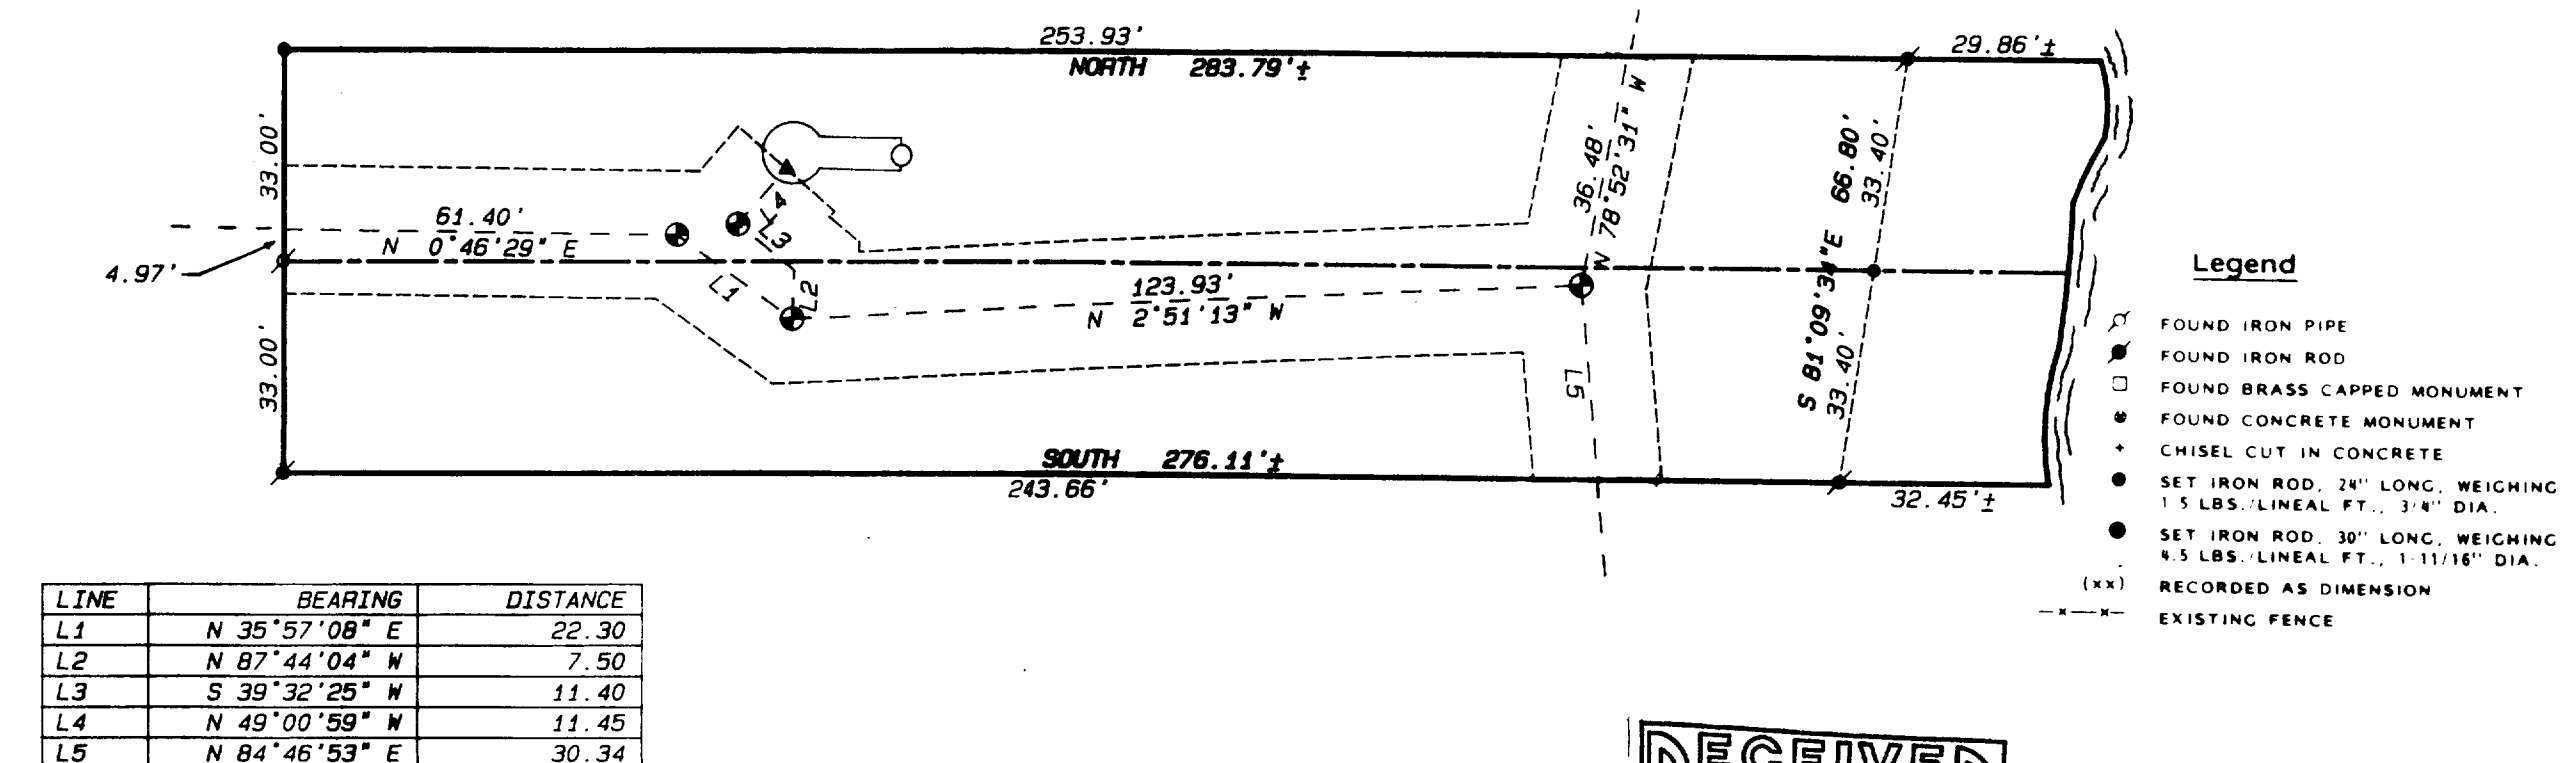 253.93'
NORTH 283.79'±
29.86'±
33.00'
61.40'
N 0°46'29" E
4.97'
33.00'
L1
L2
L3
L4
123.93'
N 2°51'13" W
36.48'
N 78°52'31" W
L5
S 81°09'34"E 66.80'
33.40'
33.40'
SOUTH 276.11'±
243.66'
32.45'±
Legend
FOUND IRON PIPE
FOUND IRON ROD
FOUND BRASS CAPPED MONUMENT
FOUND CONCRETE MONUMENT
+ CHISEL CUT IN CONCRETE
SET IRON ROD, 24" LONG, WEIGHING
1.5 LBS./LINEAL FT., 3/4" DIA.
SET IRON ROD, 30" LONG, WEIGHING
4.5 LBS./LINEAL FT., 1-11/16" DIA.
(xx) RECORDED AS DIMENSION
—x—x— EXISTING FENCE
LINE BEARING DISTANCE
L1 N 35°57'08" E 22.30
L2 N 87°44'04" W 7.50
L3 S 39°32'25" W 11.40
L4 N 49°00'59" W 11.45
L5 N 84°46'53" E 30.34
RECEIVED